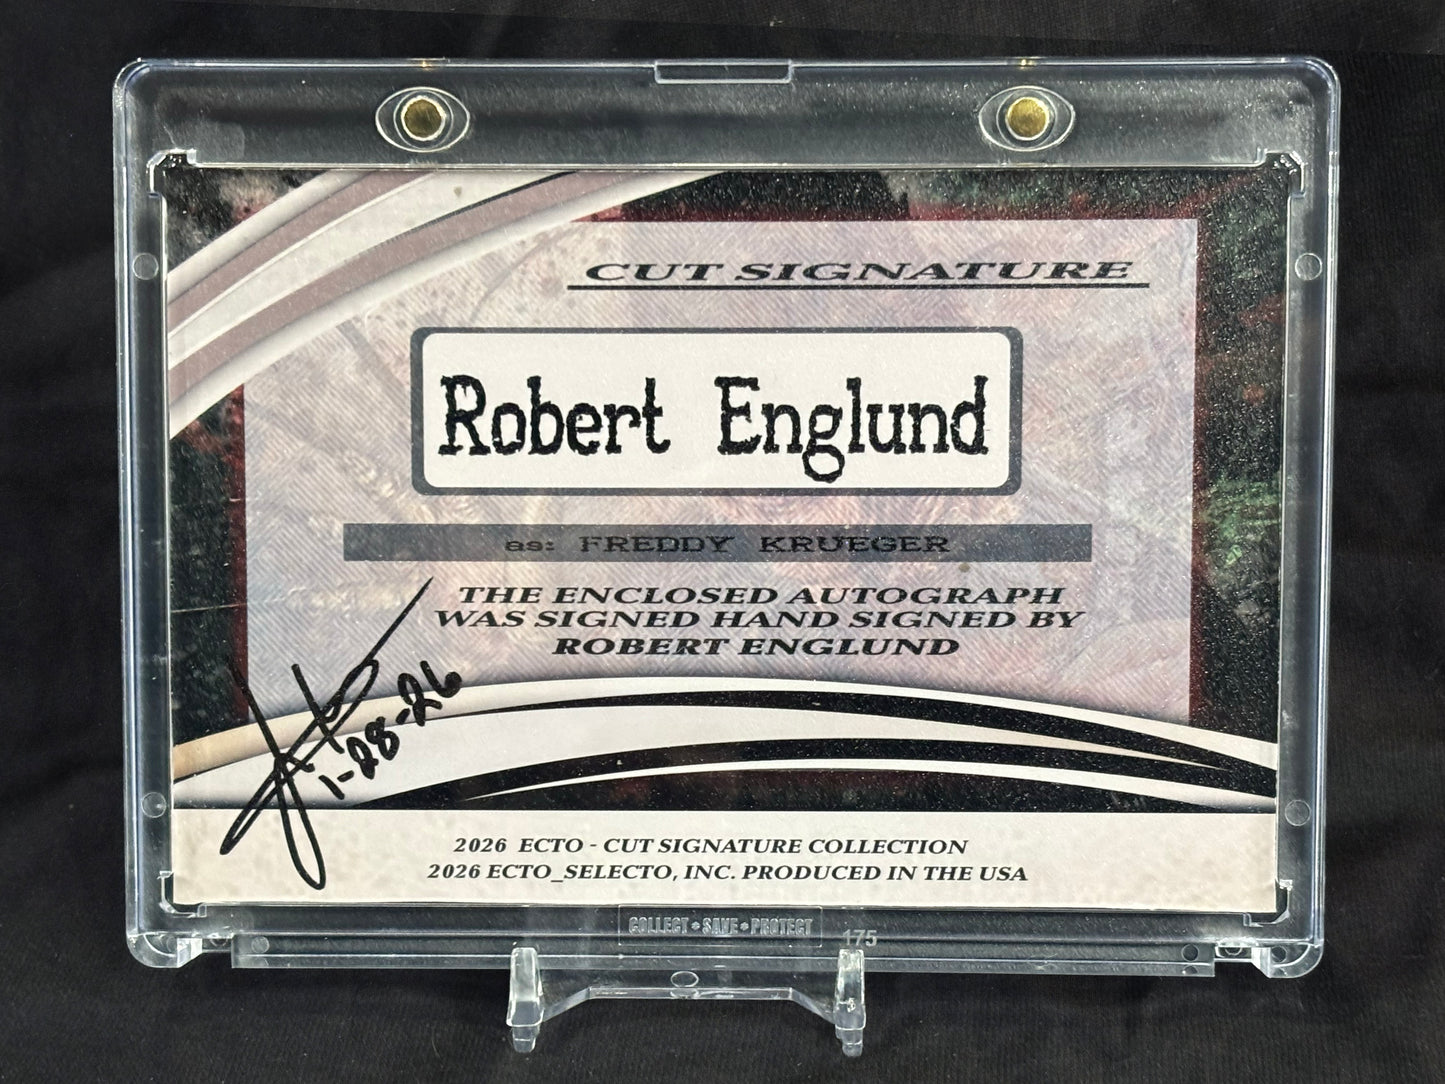 CUT SIGNATURE
Robert Englund
as: FREDDY KRUEGER
THE ENCLOSED AUTOGRAPH
WAS SIGNED HAND SIGNED BY
ROBERT ENGLUND
1-28-26
2026 ECTO - CUT SIGNATURE COLLECTION
2026 ECTO_SELECTO, INC. PRODUCED IN THE USA
COLLECT • SAVE • PROTECT
175